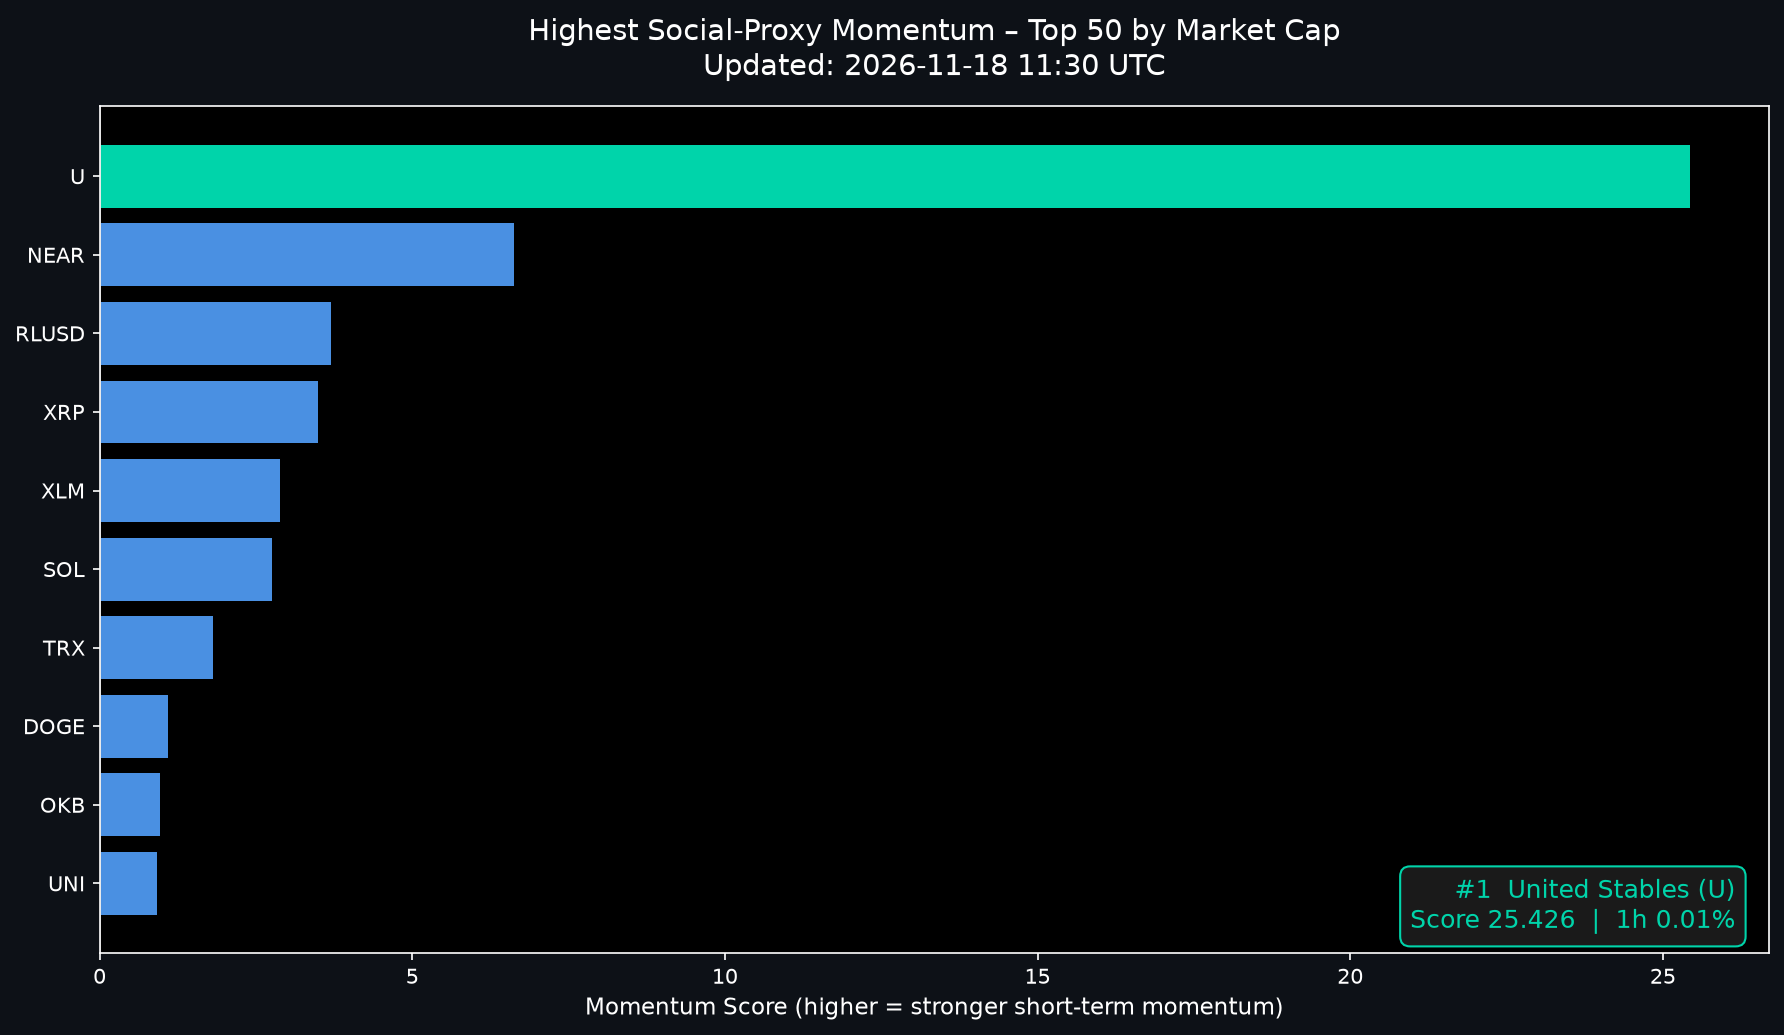 Highest Social-Proxy Momentum – Top 50 by Market Cap
Updated: 2026-11-18 11:30 UTC
U
NEAR
RLUSD
XRP
XLM
SOL
TRX
DOGE
OKB
UNI
#1  United Stables (U)
Score 25.426  |  1h 0.01%
0 5 10 15 20 25
Momentum Score (higher = stronger short-term momentum)